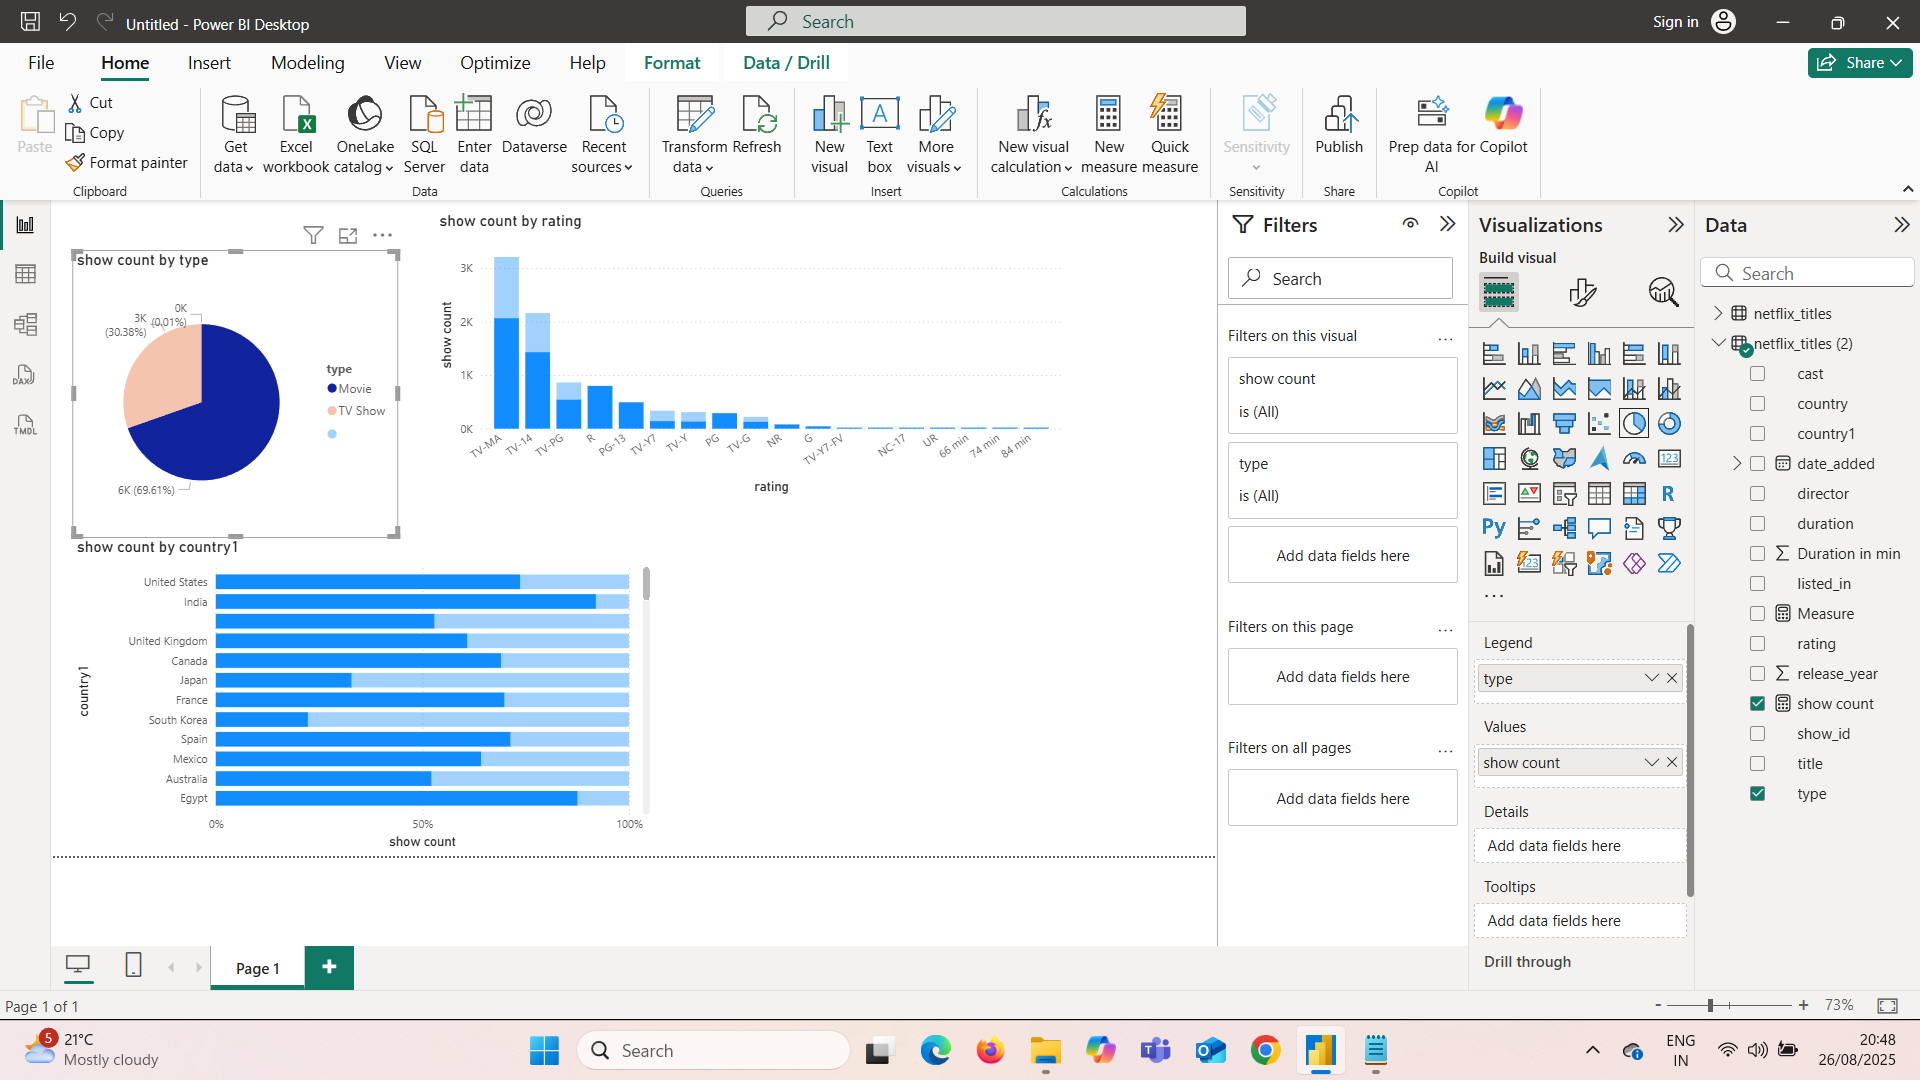 Untitled - Power BI Desktop
Search
Sign in
File
Home
Insert
Modeling
View
Optimize
Help
Format
Data / Drill
Share
Paste
Cut
Copy
Format painter
Clipboard
Get data
Excel workbook
OneLake catalog
SQL Server
Enter data
Dataverse
Recent sources
Data
Transform data
Refresh
Queries
New visual
Text box
More visuals
Insert
New visual calculation
New measure
Quick measure
Calculations
Sensitivity
Sensitivity
Publish
Share
Prep data for AI
Copilot
Copilot
DAX
TMDL
show count by type
0K (0.01%)
3K (30.38%)
6K (69.61%)
type
Movie
TV Show
show count by rating
show count
3K
2K
1K
0K
TV-MA
TV-14
TV-PG
R
PG-13
TV-Y7
TV-Y
PG
TV-G
NR
G
TV-Y7-FV
NC-17
UR
66 min
74 min
84 min
rating
show count by country1
country1
United States
India
United Kingdom
Canada
Japan
France
South Korea
Spain
Mexico
Australia
Egypt
0%
50%
100%
show count
Filters
Search
Filters on this visual
...
show count
is (All)
type
is (All)
Add data fields here
Filters on this page
...
Add data fields here
Filters on all pages
...
Add data fields here
Visualizations
Build visual
123
R
Py
123
...
Legend
type
Values
show count
Details
Add data fields here
Tooltips
Add data fields here
Drill through
Data
Search
netflix_titles
netflix_titles (2)
cast
country
country1
date_added
director
duration
Duration in min
listed_in
Measure
rating
release_year
show count
show_id
title
type
Page 1
Page 1 of 1
- + 73%
5
21°C
Mostly cloudy
Search
ENG
IN
20:48
26/08/2025